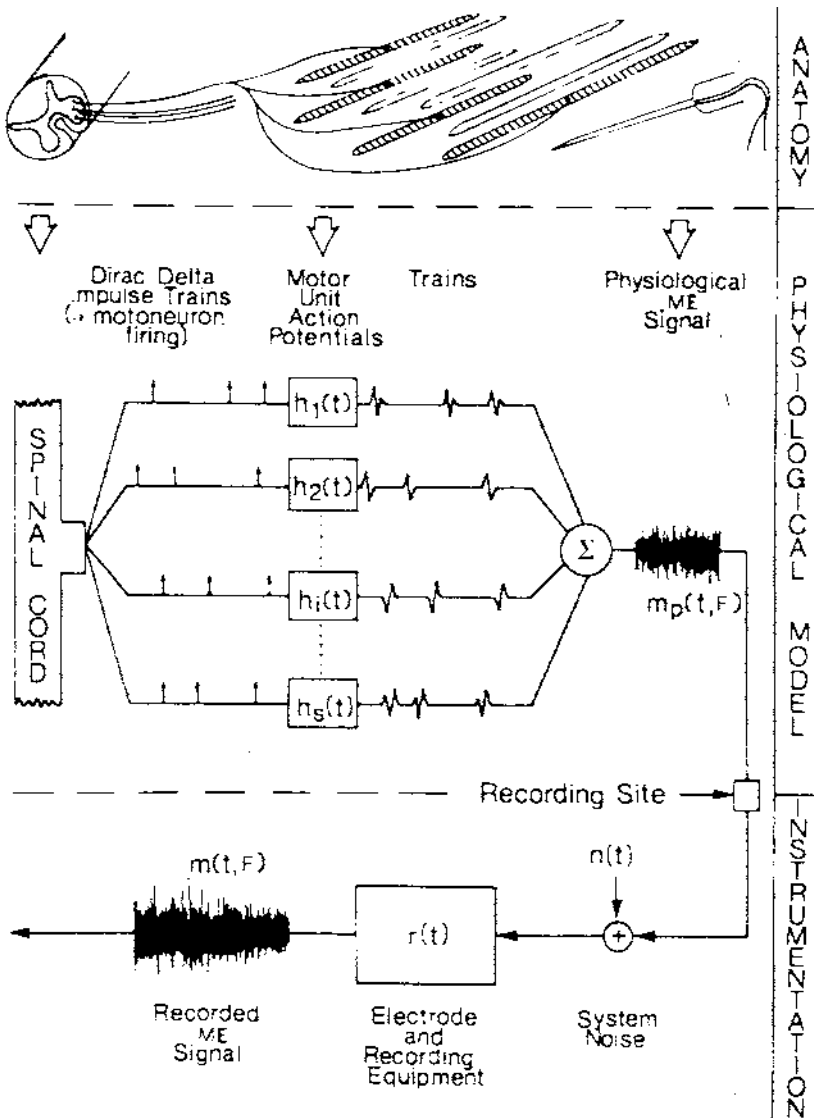 ANATOMY
Dirac Delta
mpulse Trains
motoneuron
firing)
Motor
Unit
Action
Potentials
Trains
Physiological
ME
Signal
PHYSIOLOGICAL MODEL
SPINAL CORD
h1(t)
h2(t)
hi(t)
hs(t)
Σ
mp(t,F)
Recording Site
INSTRUMENTATION
m(t,F)
n(t)
r(t)
+
Recorded
ME
Signal
Electrode
and
Recording
Equipment
System
Noise